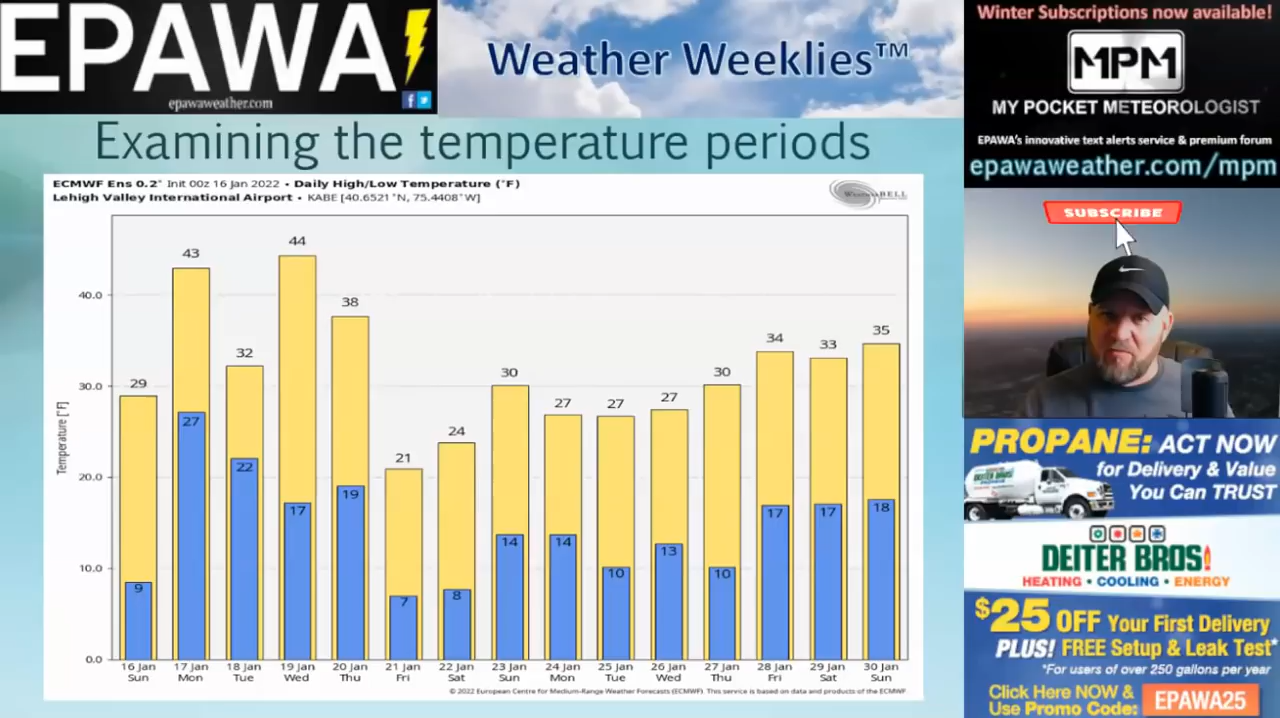 EPAWA
epawaweather.com
Weather Weeklies™
Examining the temperature periods
ECMWF Ens 0.2° Init 00z 16 Jan 2022 • Daily High/Low Temperature (°F)
Lehigh Valley International Airport • KABE [40.6521°N, 75.4408°W]
WeatherBELL
Temperature [°F]
40.0
30.0
20.0
10.0
0.0
29
43
32
44
38
21
24
30
27
27
27
30
34
33
35
9
27
22
17
19
7
8
14
14
10
13
10
17
17
18
16 Jan
Sun
17 Jan
Mon
18 Jan
Tue
19 Jan
Wed
20 Jan
Thu
21 Jan
Fri
22 Jan
Sat
23 Jan
Sun
24 Jan
Mon
25 Jan
Tue
26 Jan
Wed
27 Jan
Thu
28 Jan
Fri
29 Jan
Sat
30 Jan
Sun
© 2022 European Centre for Medium-Range Weather Forecasts (ECMWF). This service is based on data and products of the ECMWF
Winter Subscriptions now available!
MPM
MY POCKET METEOROLOGIST
EPAWA's innovative text alerts service & premium forum
epawaweather.com/mpm
SUBSCRIBE
PROPANE: ACT NOW
for Delivery & Value
You Can TRUST
DEITER BROS!
HEATING • COOLING • ENERGY
$25 OFF Your First Delivery
PLUS! FREE Setup & Leak Test*
*For users of over 250 gallons per year
Click Here NOW &
Use Promo Code: EPAWA25